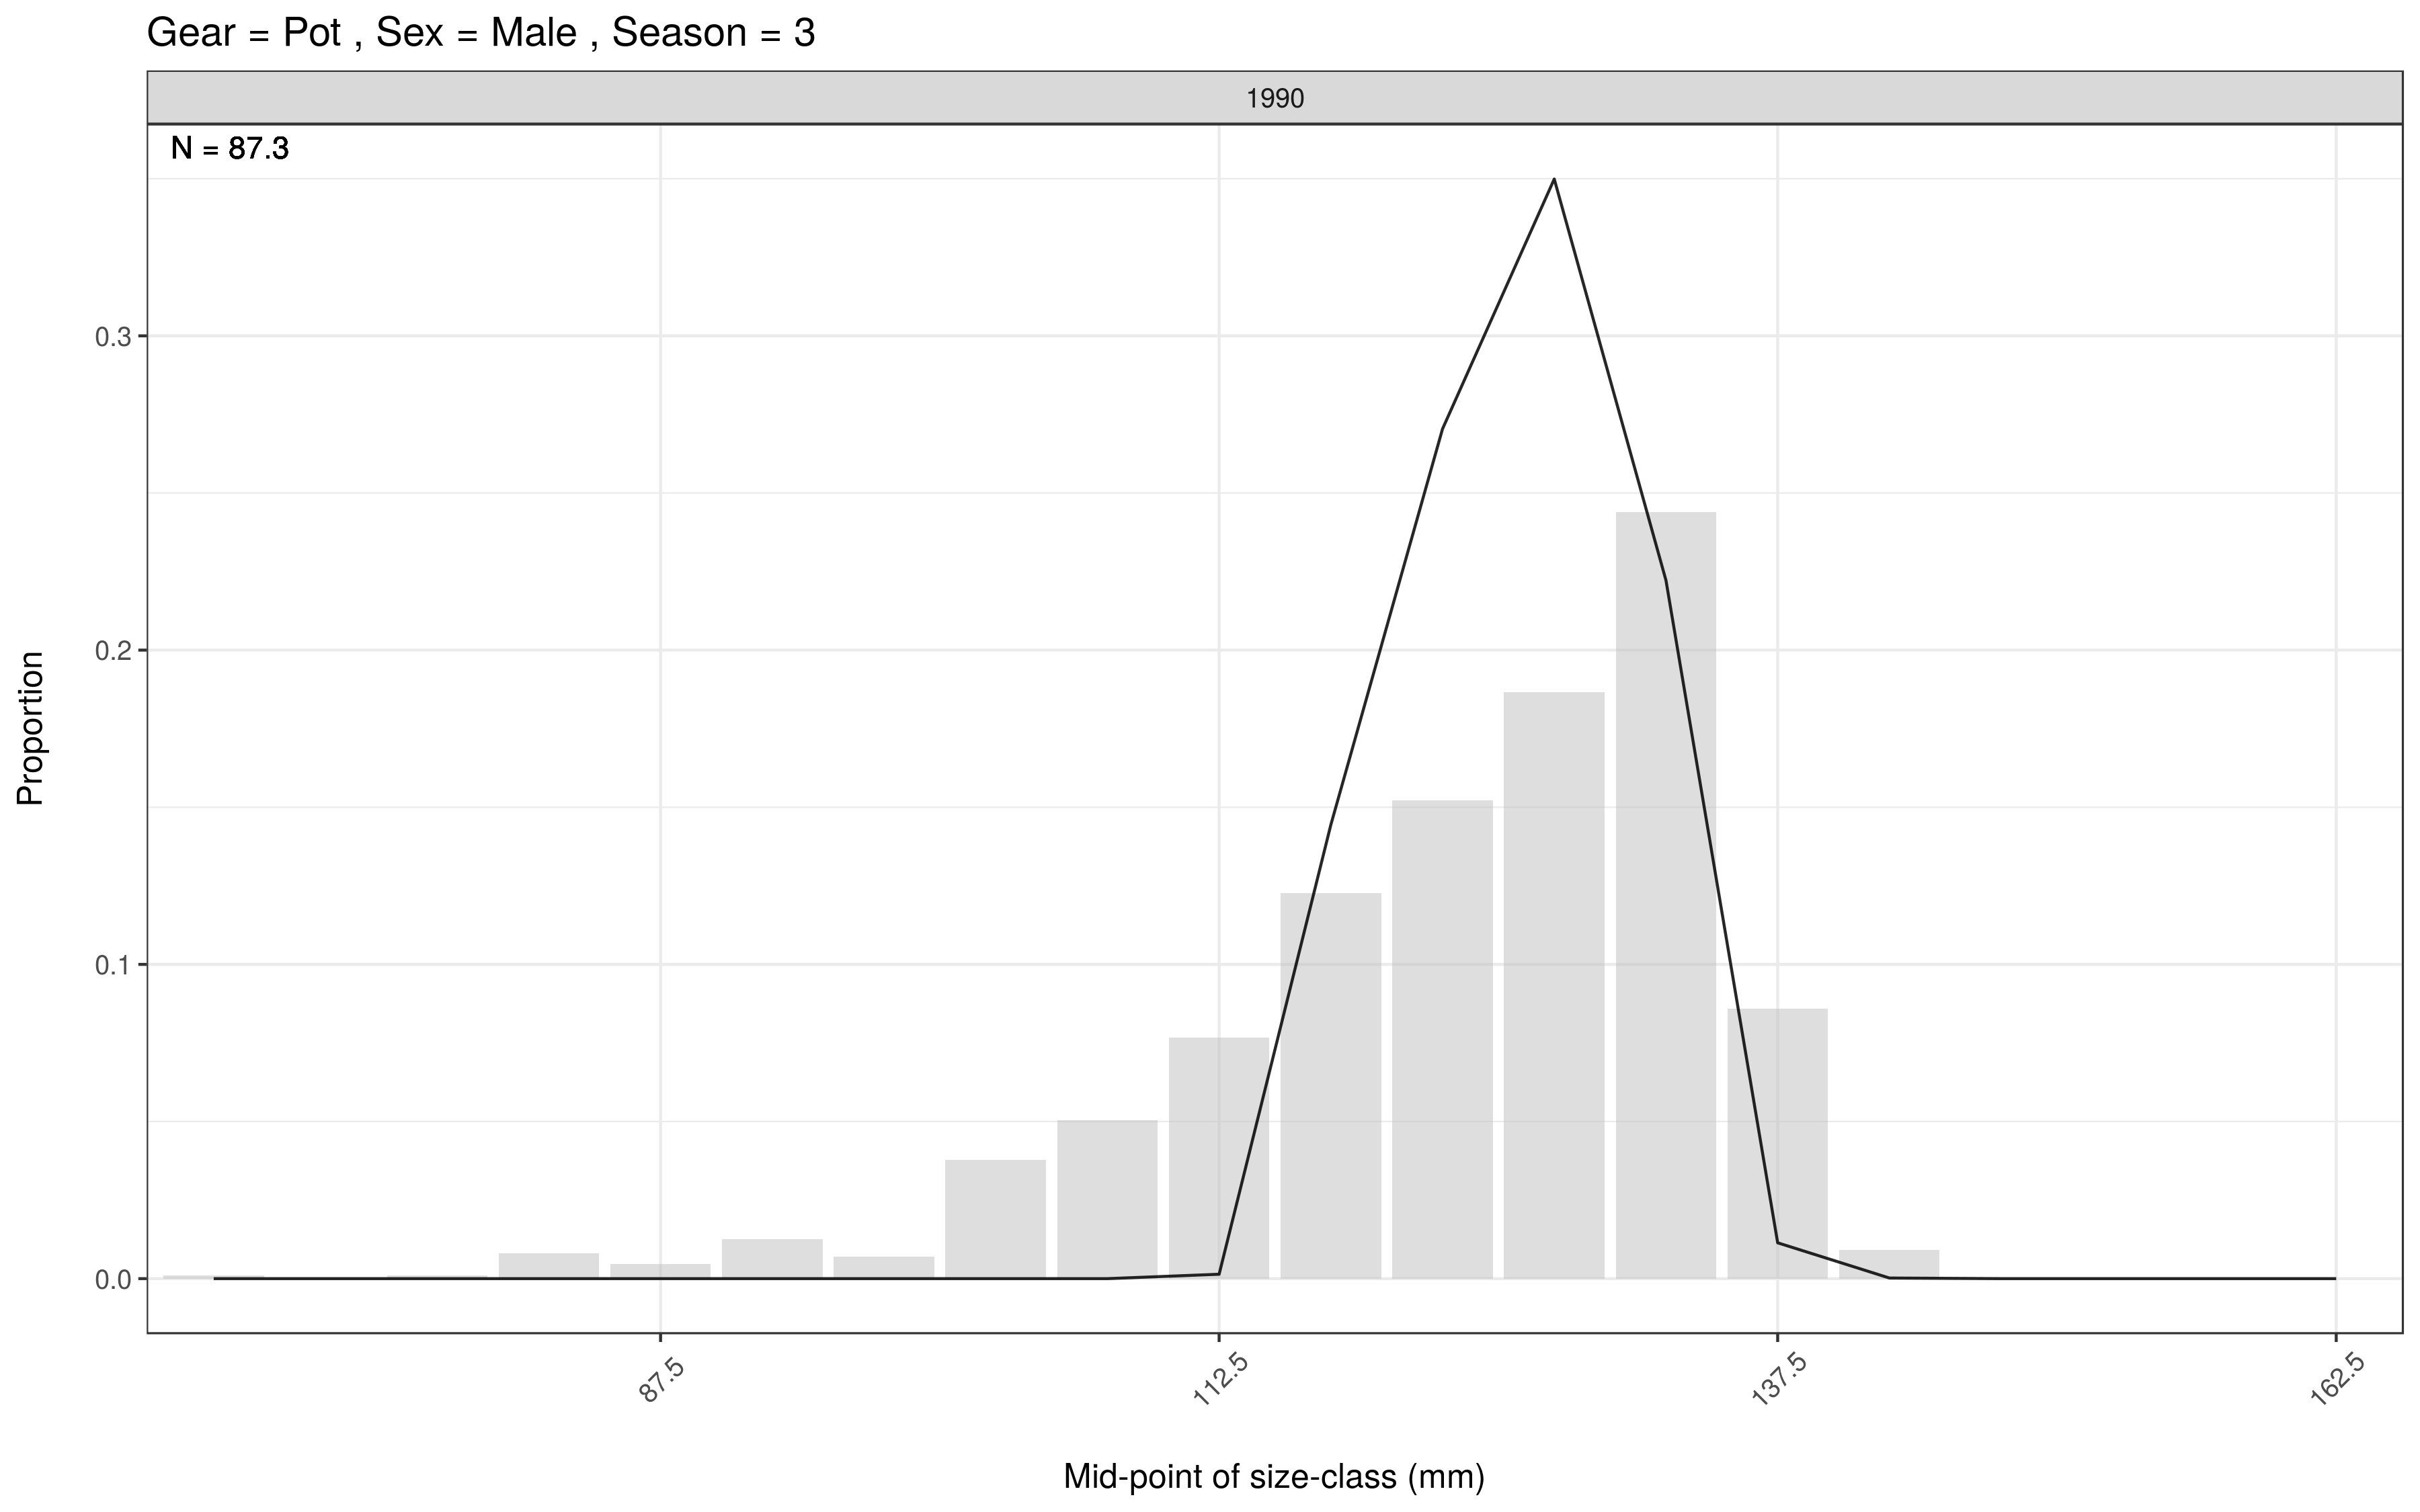 Gear = Pot , Sex = Male , Season = 3
1990
N = 87.3
0.3
0.2
0.1
0.0
Proportion
87.5
112.5
137.5
162.5
Mid-point of size-class (mm)